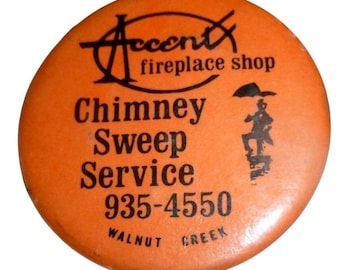 Accent
fireplace shop
Chimney
Sweep
Service
935-4550
WALNUT CREEK